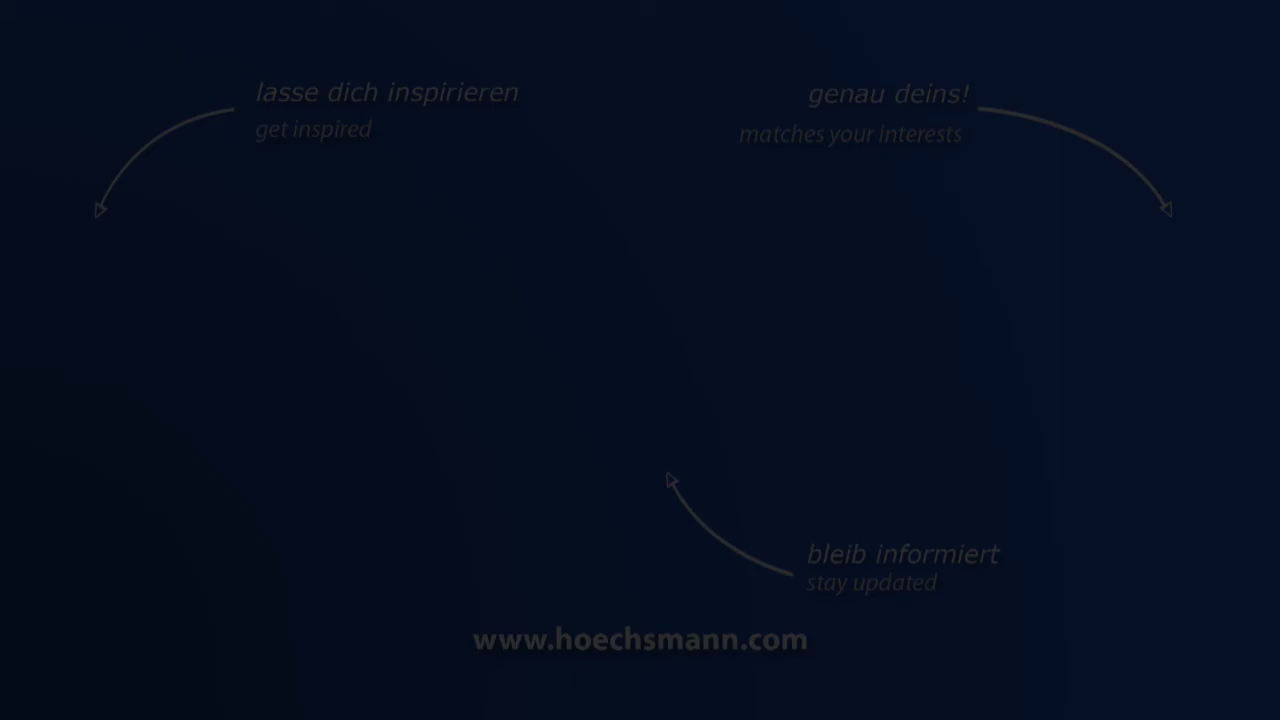 lasse dich inspirieren
get inspired
genau deins!
matches your interests
bleib informiert
stay updated
www.hoechsmann.com